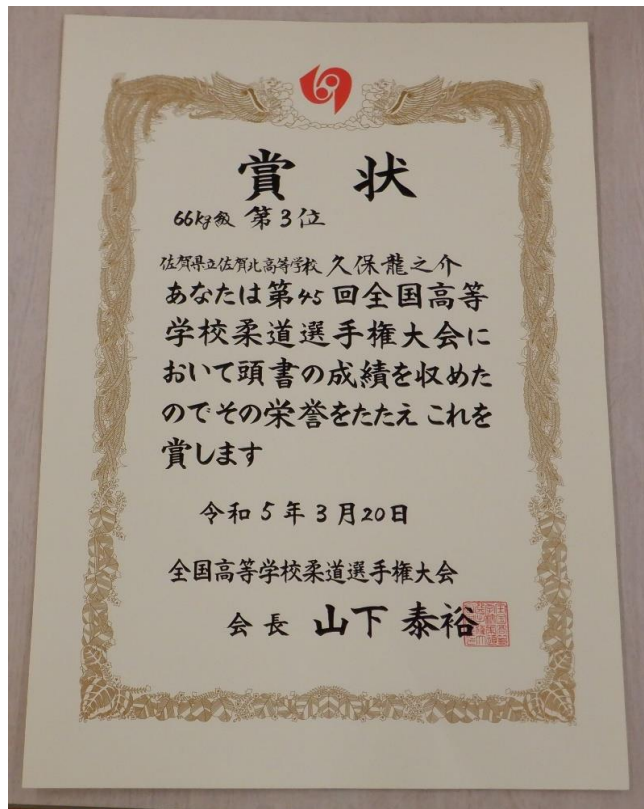 賞状
66kg級 第3位
佐賀県立佐賀北高等学校 久保龍之介
あなたは第45回全国高等
学校柔道選手権大会に
おいて頭書の成績を収めた
のでその栄誉をたたえ これを
賞します
令和5年3月20日
全国高等学校柔道選手権大会
会長 山下泰裕